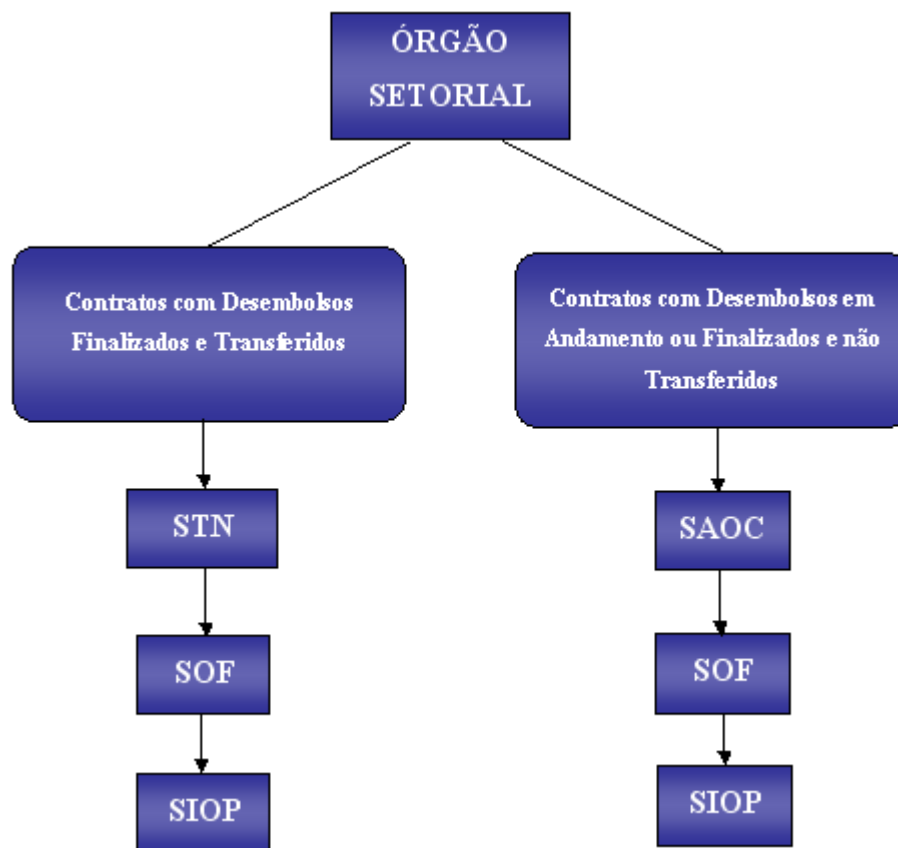 ÓRGÃO
SETORIAL
Contratos com Desembolsos
Finalizados e Transferidos
Contratos com Desembolsos em
Andamento ou Finalizados e não
Transferidos
STN
SAOC
SOF
SOF
SIOP
SIOP